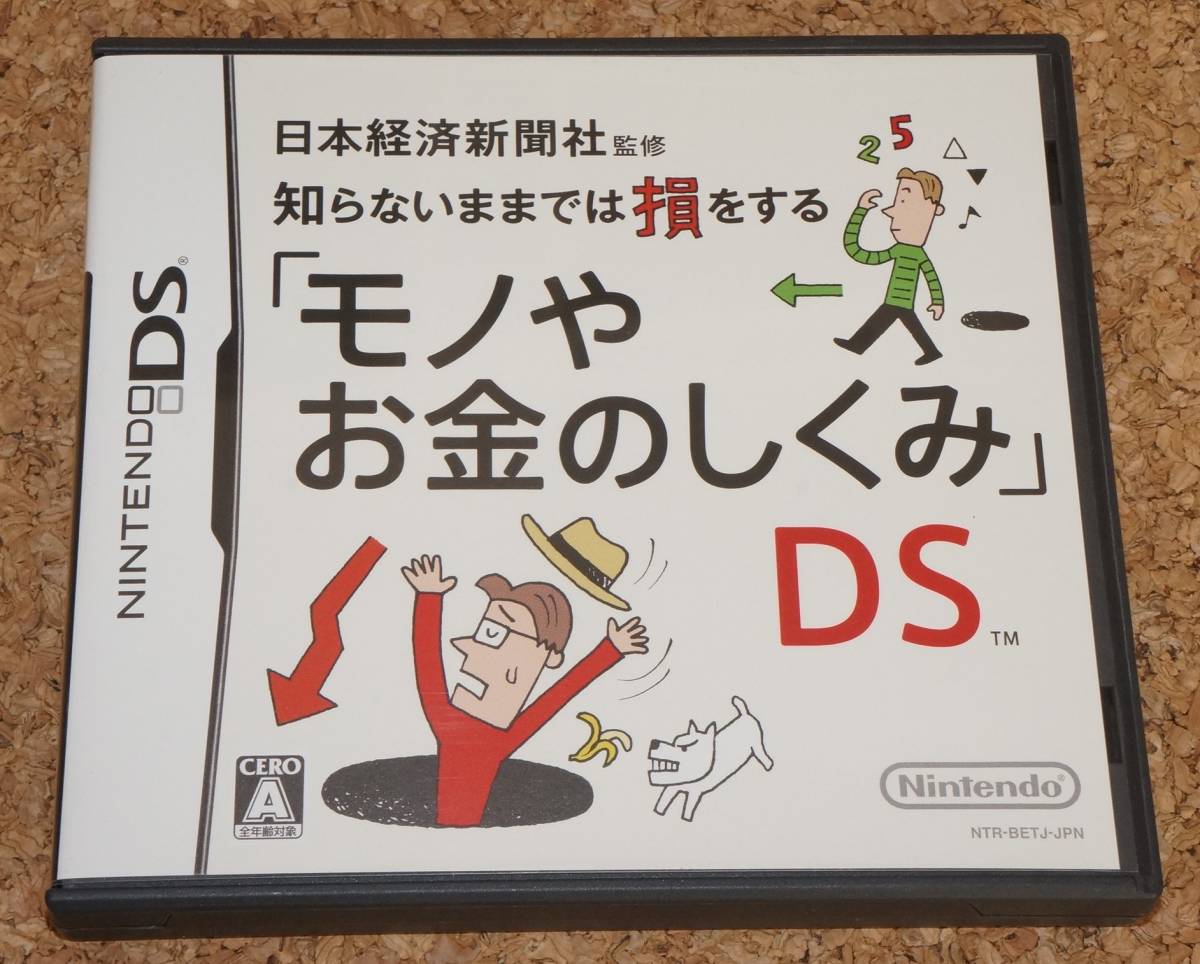 NINTENDO DS®
日本経済新聞社監修
2 5
知らないままでは損をする
「モノや
お金のしくみ」
DS™
CERO
A
全年齢対象
Nintendo®
NTR-BETJ-JPN